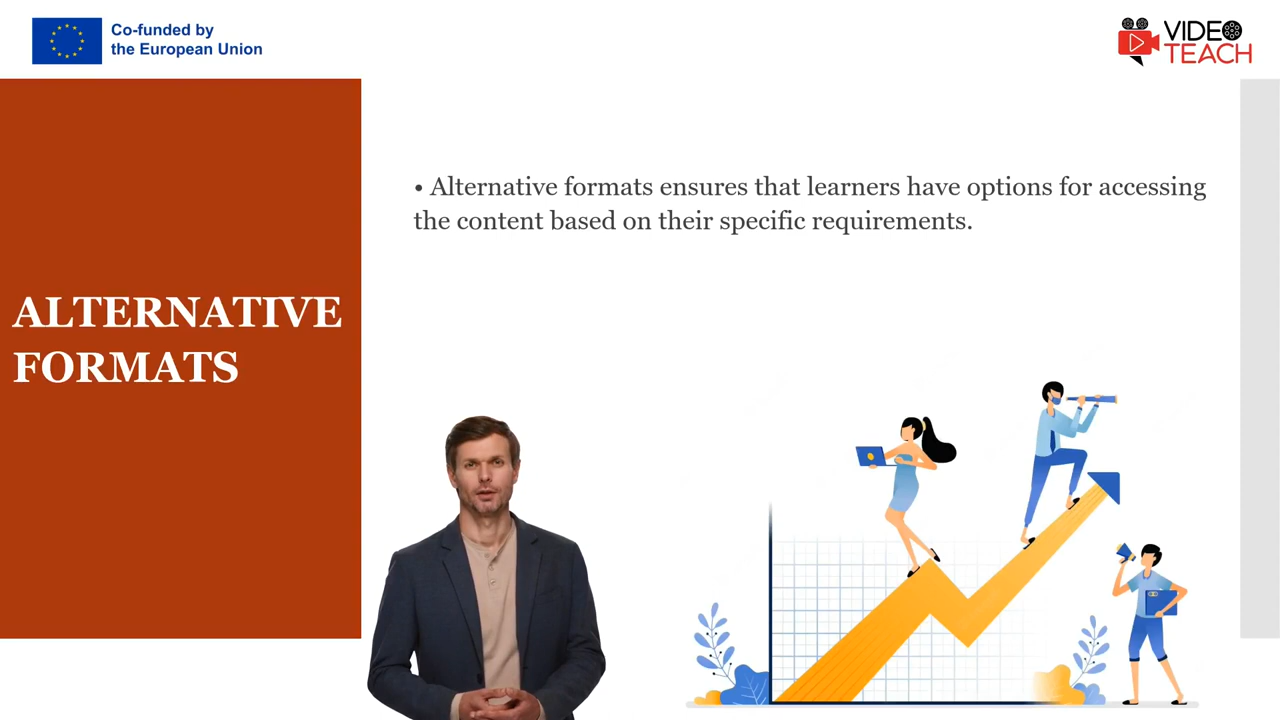 Co-funded by
the European Union
VIDEO
TEACH
ALTERNATIVE
FORMATS
• Alternative formats ensures that learners have options for accessing
the content based on their specific requirements.